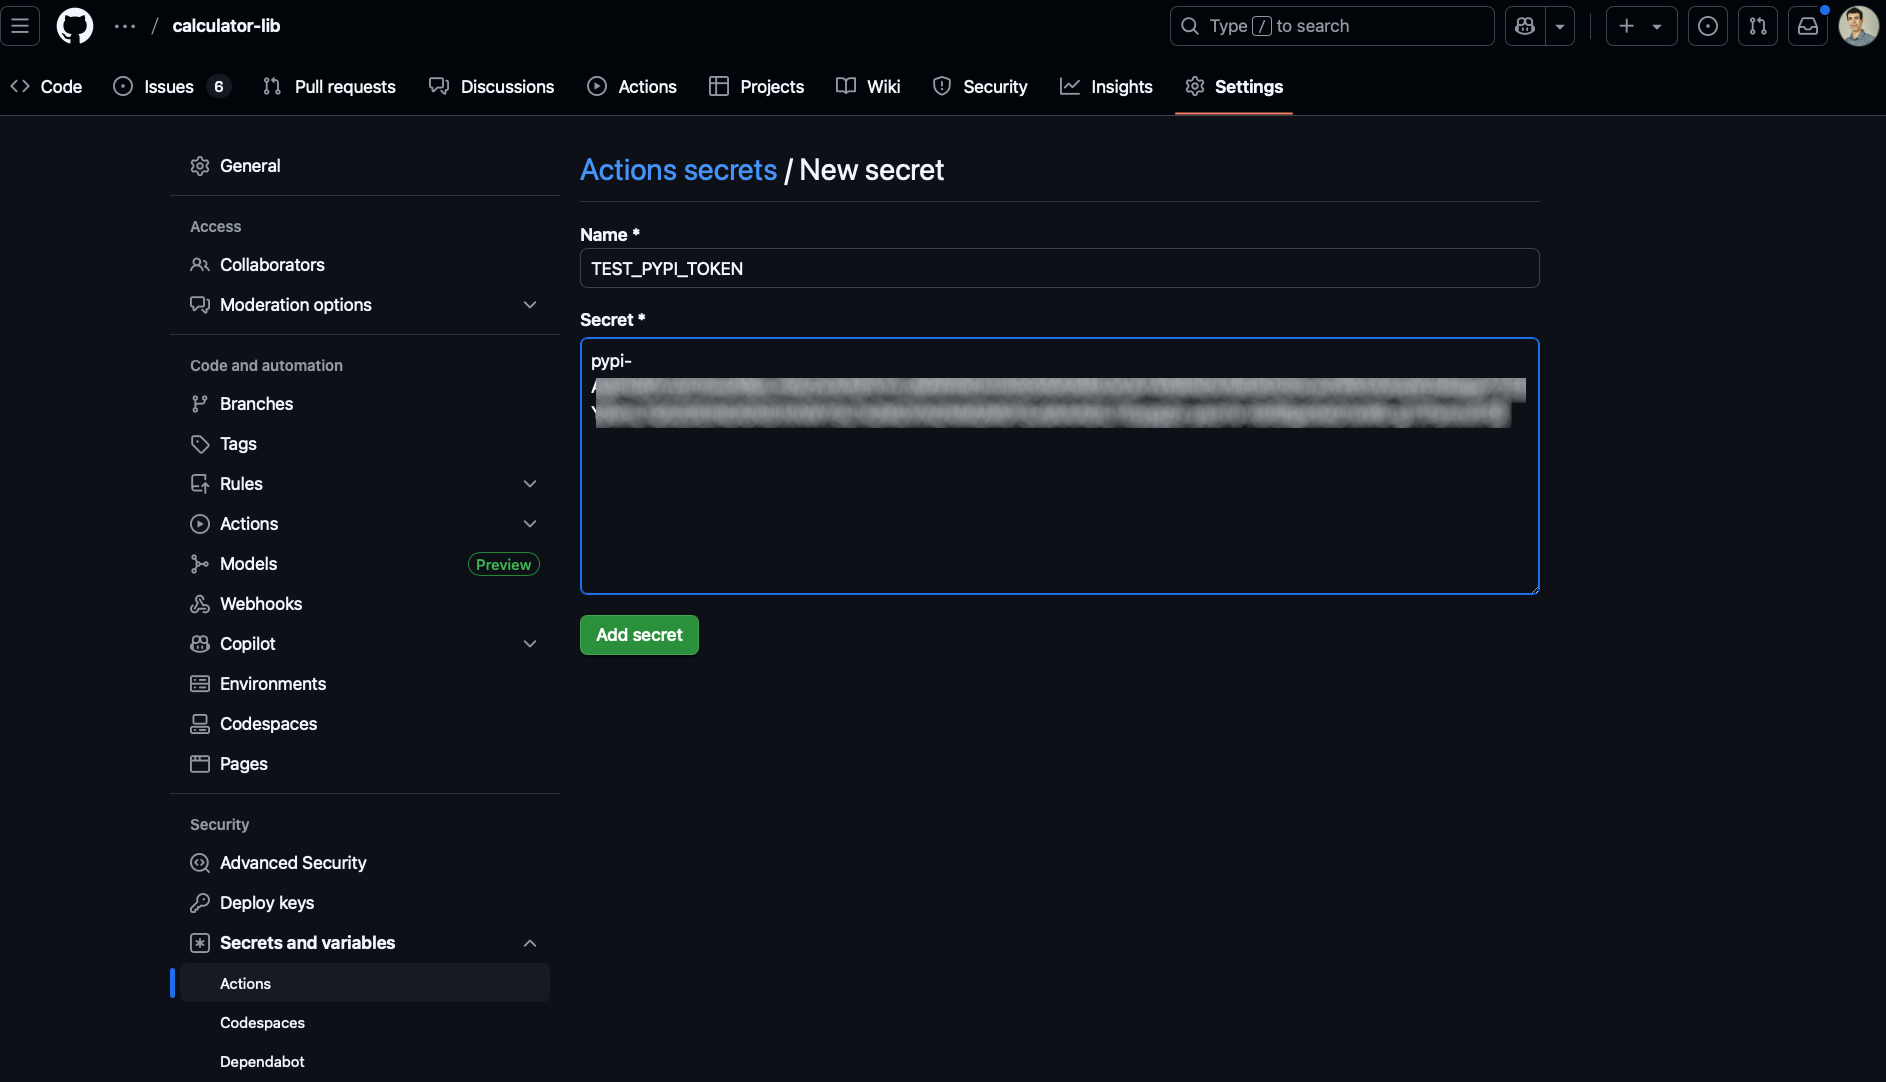 ··· / calculator-lib
Type / to search
Code
Issues 6
Pull requests
Discussions
Actions
Projects
Wiki
Security
Insights
Settings
General
Access
Collaborators
Moderation options
Code and automation
Branches
Tags
Rules
Actions
Models Preview
Webhooks
Copilot
Environments
Codespaces
Pages
Security
Advanced Security
Deploy keys
Secrets and variables
Actions
Codespaces
Dependabot
Actions secrets / New secret
Name *
TEST_PYPI_TOKEN
Secret *
pypi-
Add secret